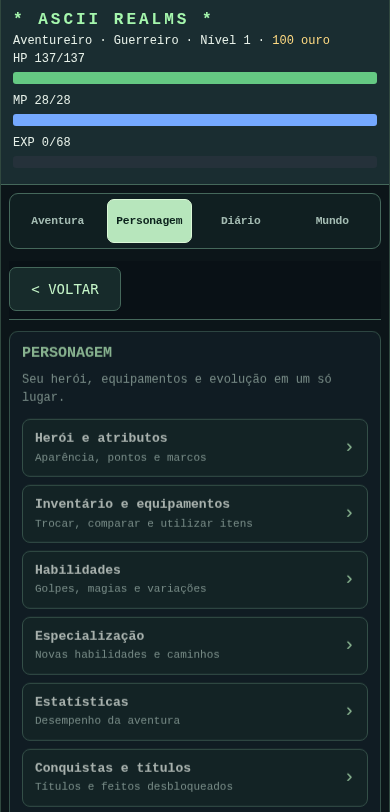 * ASCII REALMS *
Aventureiro · Guerreiro · Nível 1 · 100 ouro
HP 137/137
MP 28/28
EXP 0/68
Aventura Personagem Diário Mundo
< VOLTAR
PERSONAGEM
Seu herói, equipamentos e evolução em um só
lugar.
Herói e atributos
Aparência, pontos e marcos
Inventário e equipamentos
Trocar, comparar e utilizar itens
Habilidades
Golpes, magias e variações
Especialização
Novas habilidades e caminhos
Estatísticas
Desempenho da aventura
Conquistas e títulos
Títulos e feitos desbloqueados